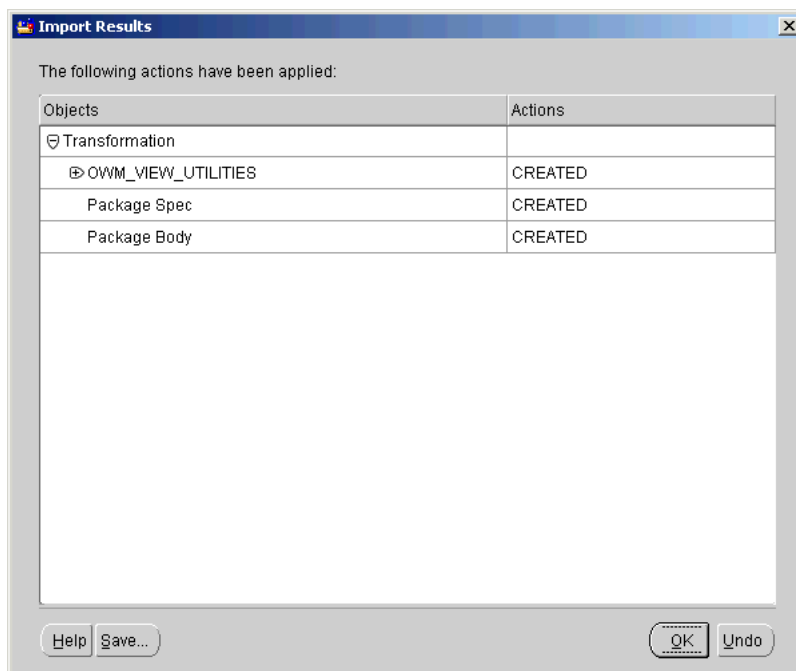 Import Results
The following actions have been applied:
Objects Actions
Transformation
OWM_VIEW_UTILITIES CREATED
Package Spec CREATED
Package Body CREATED
Help Save... OK Undo